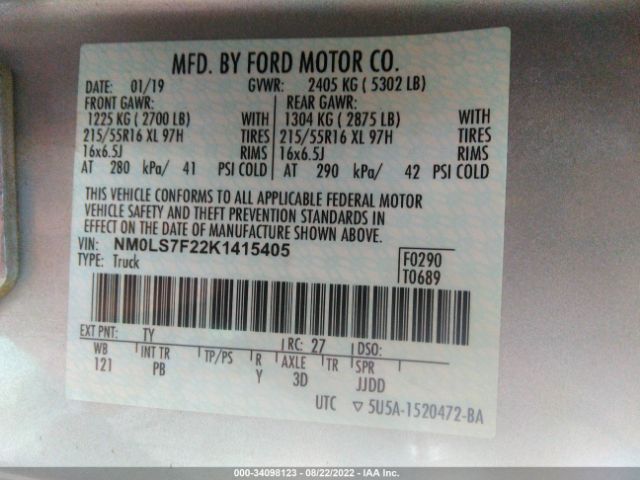 MFD. BY FORD MOTOR CO.
DATE: 01/19 GVWR: 2405 KG ( 5302 LB)
FRONT GAWR: REAR GAWR:
1225 KG ( 2700 LB) WITH 1304 KG ( 2875 LB) WITH
215/55R16 XL 97H TIRES 215/55R16 XL 97H TIRES
16x6.5J RIMS 16x6.5J RIMS
AT 280 kPa/ 41 PSI COLD AT 290 kPa/ 42 PSI COLD
THIS VEHICLE CONFORMS TO ALL APPLICABLE FEDERAL MOTOR
VEHICLE SAFETY AND THEFT PREVENTION STANDARDS IN
EFFECT ON THE DATE OF MANUFACTURE SHOWN ABOVE.
VIN: NM0LS7F22K1415405 F0290
TYPE: Truck T0689
EXT PNT: TY RC: 27 DSO:
WB INT TR TP/PS R AXLE TR SPR
121 PB Y 3D JJDD
UTC ▽ 5U5A-1520472-BA
000-34098123 - 08/22/2022 - IAA Inc.